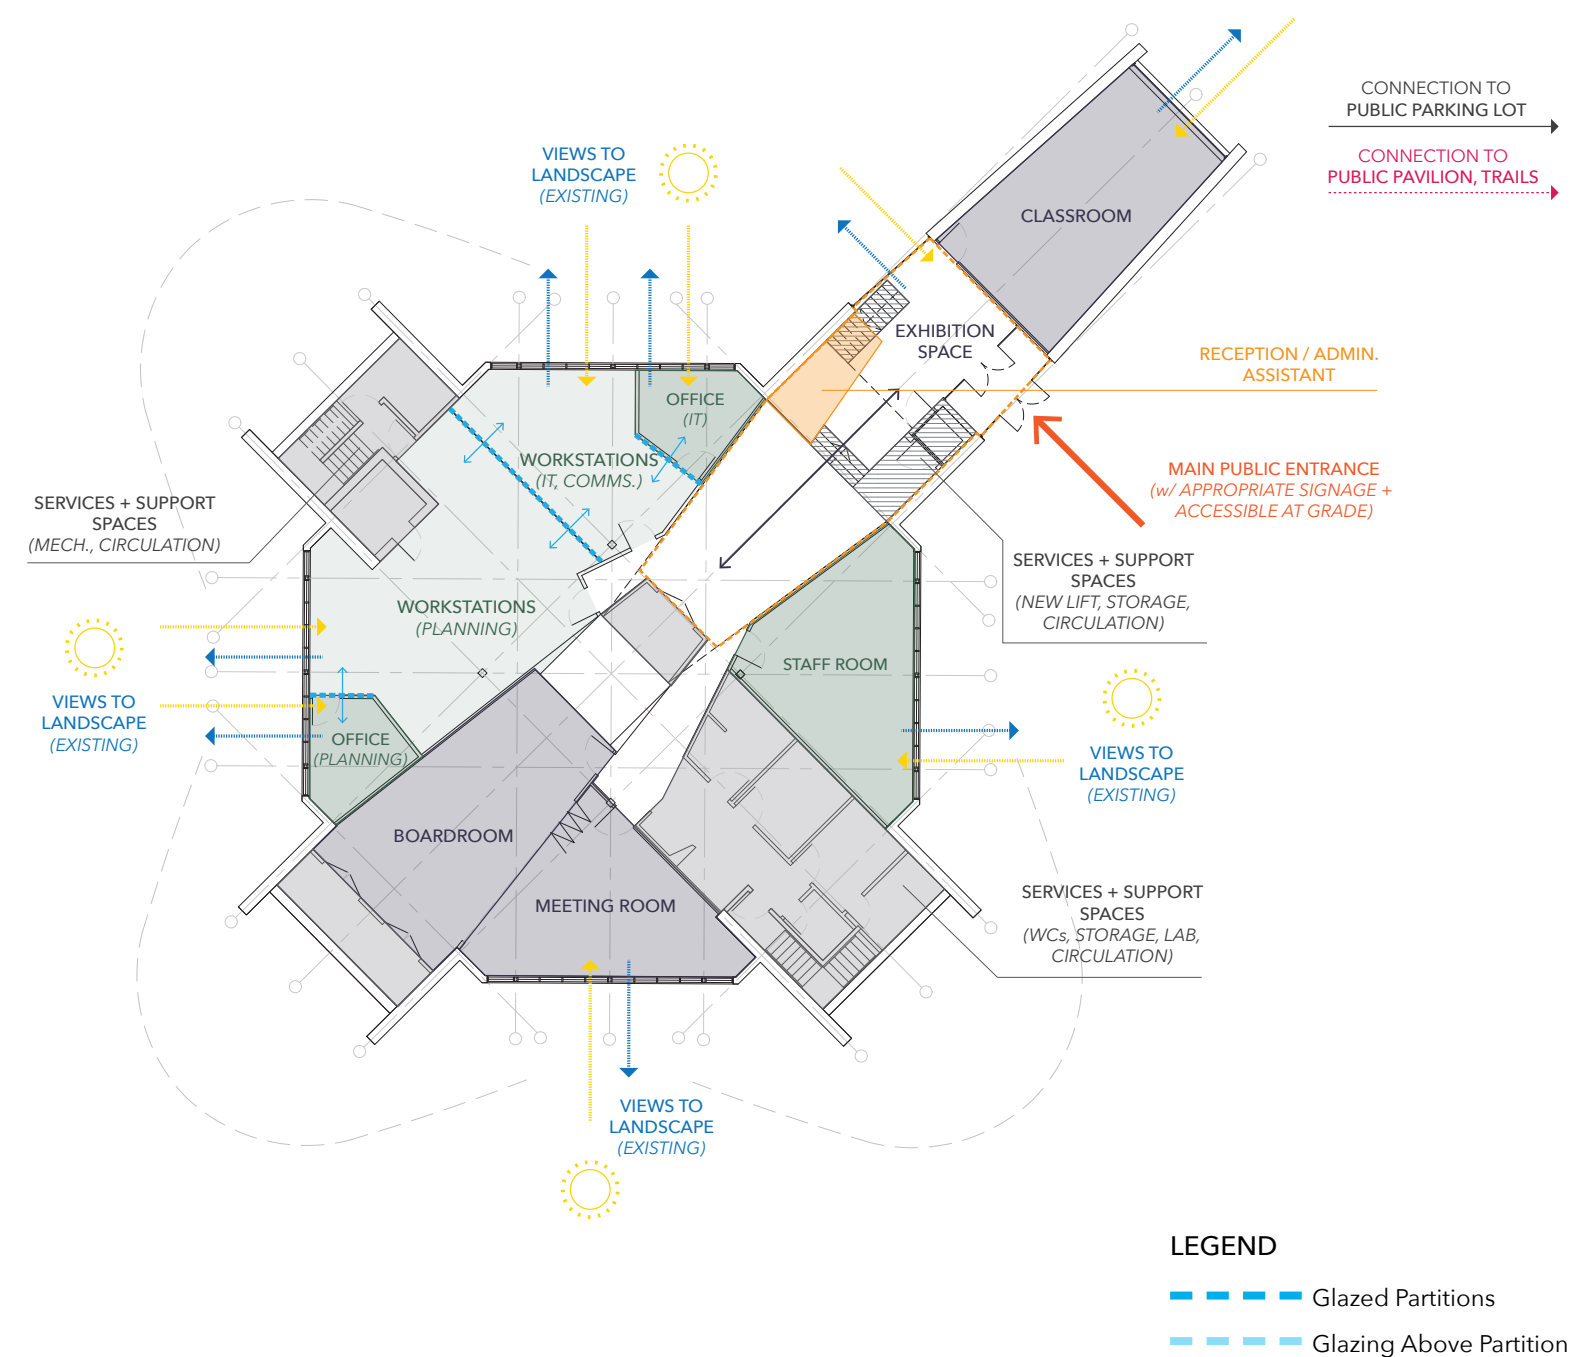 CONNECTION TO
PUBLIC PARKING LOT
CONNECTION TO
PUBLIC PAVILION, TRAILS
VIEWS TO
LANDSCAPE
(EXISTING)
CLASSROOM
EXHIBITION
SPACE
RECEPTION / ADMIN.
ASSISTANT
OFFICE
(IT)
WORKSTATIONS
(IT, COMMS.)
MAIN PUBLIC ENTRANCE
(w/ APPROPRIATE SIGNAGE +
ACCESSIBLE AT GRADE)
SERVICES + SUPPORT
SPACES
(MECH., CIRCULATION)
SERVICES + SUPPORT
SPACES
(NEW LIFT, STORAGE,
CIRCULATION)
WORKSTATIONS
(PLANNING)
STAFF ROOM
VIEWS TO
LANDSCAPE
(EXISTING)
OFFICE
(PLANNING)
VIEWS TO
LANDSCAPE
(EXISTING)
BOARDROOM
MEETING ROOM
SERVICES + SUPPORT
SPACES
(WCs, STORAGE, LAB,
CIRCULATION)
VIEWS TO
LANDSCAPE
(EXISTING)
LEGEND
Glazed Partitions
Glazing Above Partition